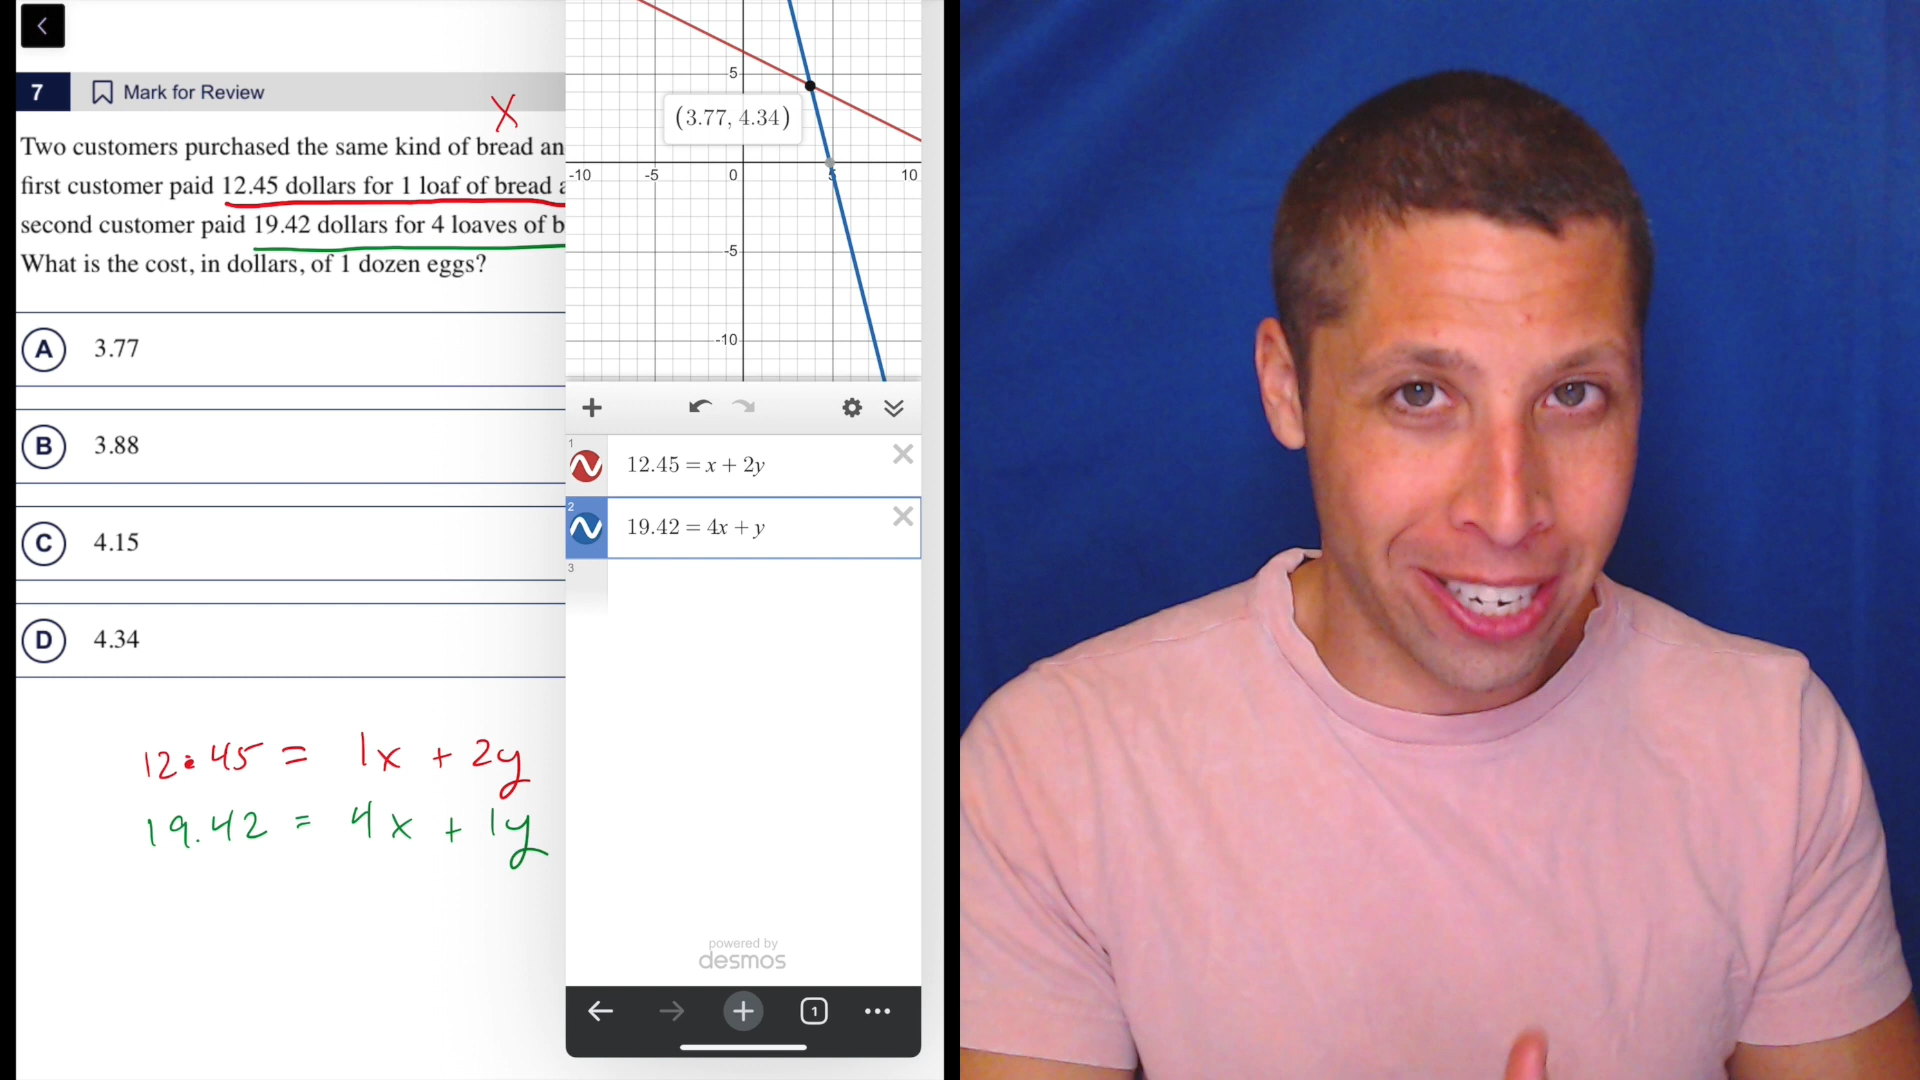 7 Mark for Review
X
Two customers purchased the same kind of bread an
first customer paid 12.45 dollars for 1 loaf of bread a
second customer paid 19.42 dollars for 4 loaves of b
What is the cost, in dollars, of 1 dozen eggs?
A 3.77
B 3.88
C 4.15
D 4.34
12.45 = 1x + 2y
19.42 = 4x + 1y
5
(3.77, 4.34)
-10 -5 0 5 10
-5
-10
1
12.45 = x + 2y
2
19.42 = 4x + y
3
powered by
desmos
1